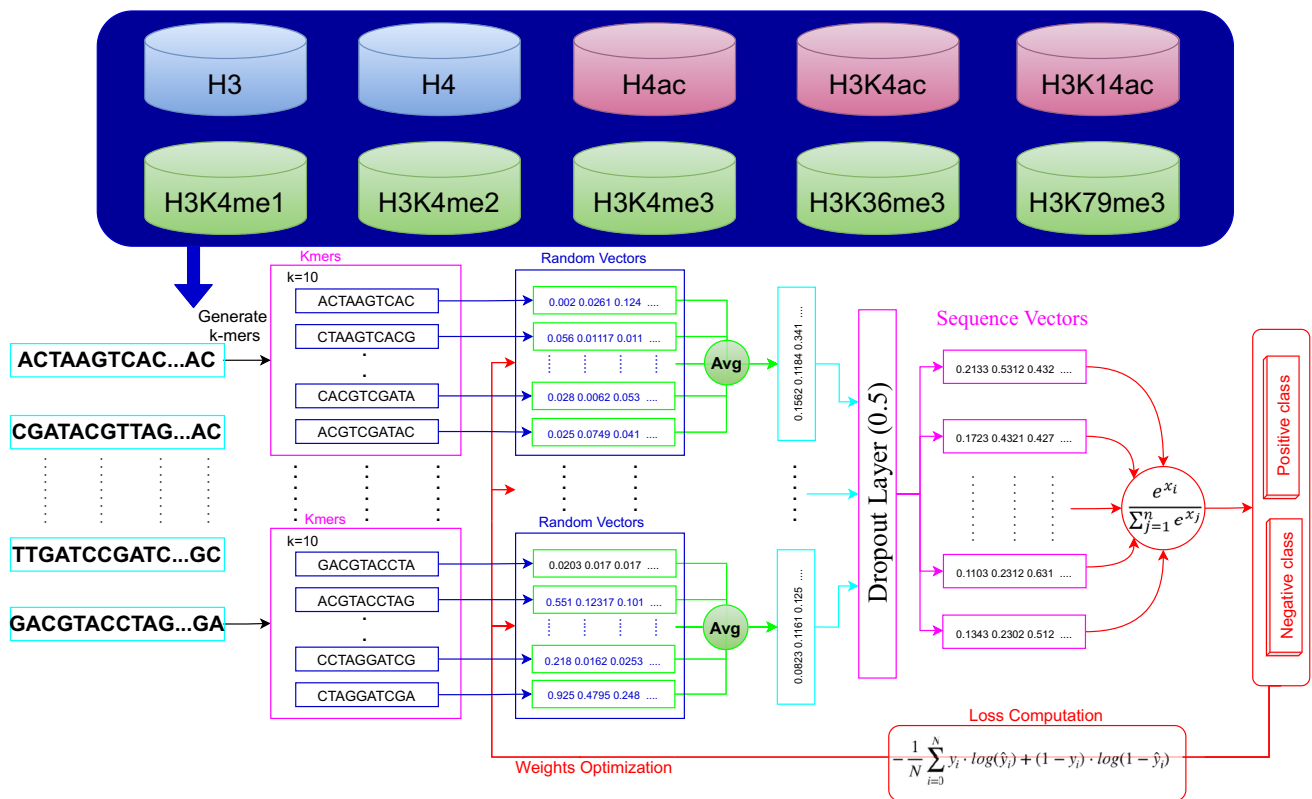 H3
H4
H4ac
H3K4ac
H3K14ac
H3K4me1
H3K4me2
H3K4me3
H3K36me3
H3K79me3
Generate
k-mers
ACTAAGTCAC...AC
CGATACGTTAG...AC
TTGATCCGATC...GC
GACGTACCTAG...GA
Kmers
k=10
ACTAAGTCAC
CTAAGTCACG
CACGTCGATA
ACGTCGATAC
Kmers
k=10
GACGTACCTA
ACGTACCTAG
CCTAGGATCG
CTAGGATCGA
Random Vectors
0.002 0.0261 0.124 ....
0.056 0.01117 0.011 ....
0.028 0.0062 0.053 ....
0.025 0.0749 0.041 ....
Avg
0.1562 0.1184 0.341 ....
Random Vectors
0.0203 0.017 0.017 ....
0.551 0.12317 0.101 ....
0.218 0.0162 0.0253 ....
0.925 0.4795 0.248 ....
Avg
0.0823 0.1161 0.125 ....
Dropout Layer (0.5)
Sequence Vectors
0.2133 0.5312 0.432 ....
0.1723 0.4321 0.427 ....
0.1103 0.2312 0.631 ....
0.1343 0.2302 0.512 ....
e^{x_i} / ∑_{j=1}^{n} e^{x_j}
Positive class
Negative class
Loss Computation
- 1/N ∑_{i=0}^{N} y_i · log(ŷ_i) + (1 − y_i) · log(1 − ŷ_i)
Weights Optimization